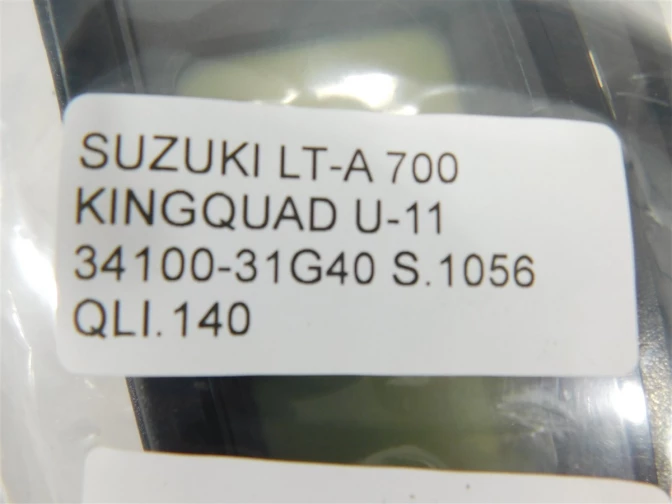 SUZUKI LT-A 700
KINGQUAD U-11
34100-31G40 S.1056
QLI.140